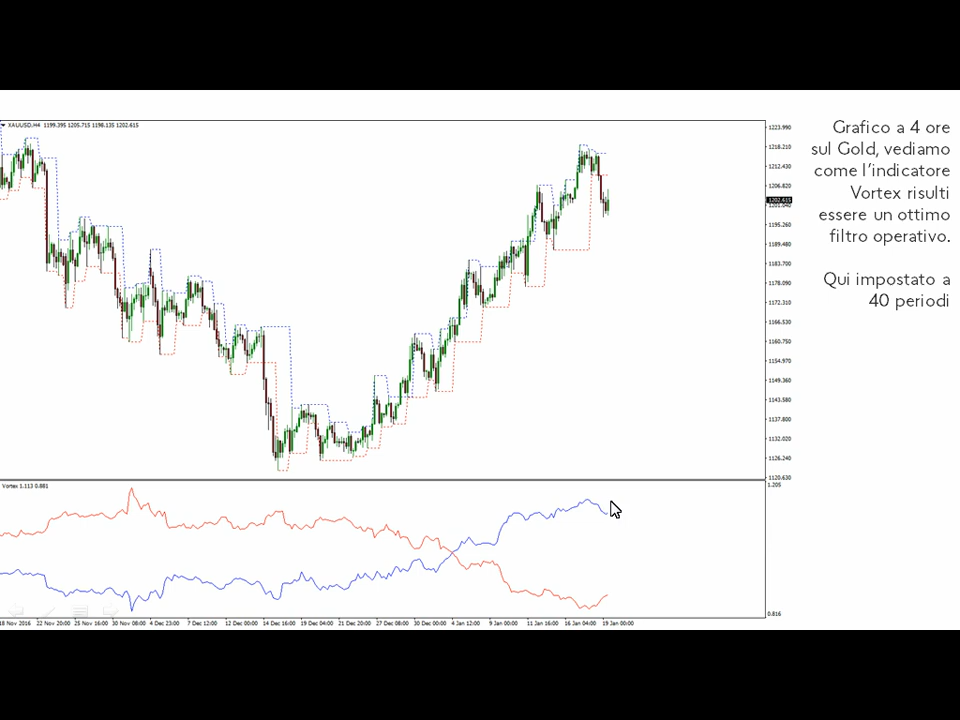 XAUUSD,H4 1199.395 1205.715 1198.135 1202.615
Grafico a 4 ore
sul Gold, vediamo
come l'indicatore
Vortex risulti
essere un ottimo
filtro operativo.
Qui impostato a
40 periodi
1223.990
1218.210
1212.430
1206.820
1202.615
1201.040
1195.260
1189.480
1183.700
1178.090
1172.310
1166.530
1160.750
1154.970
1149.360
1143.580
1137.800
1132.020
1126.240
1120.630
Vortex 1.113 0.881
1.205
0.816
18 Nov 2016 22 Nov 20:00 25 Nov 16:00 30 Nov 08:00 4 Dec 23:00 7 Dec 12:00 12 Dec 00:00 14 Dec 16:00 19 Dec 04:00 21 Dec 20:00 27 Dec 08:00 30 Dec 00:00 4 Jan 12:00 9 Jan 00:00 11 Jan 16:00 16 Jan 04:00 19 Jan 00:00